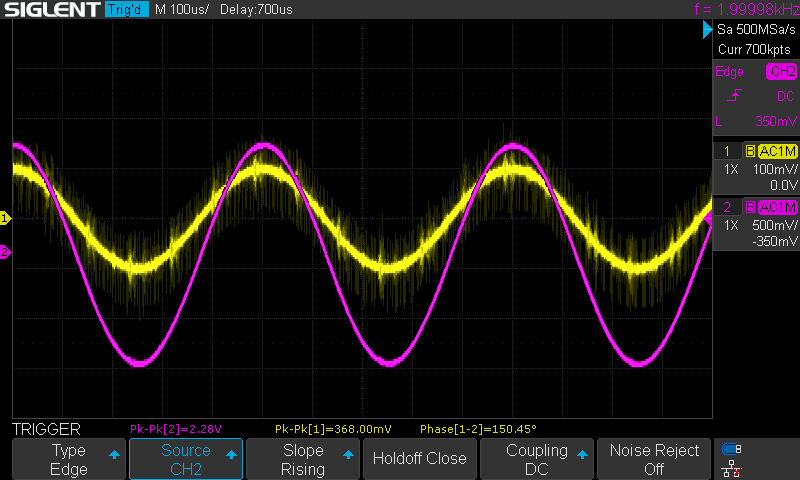 SIGLENT Trig'd M 100us/ Delay:700us f = 1.99998kHz
Sa 500MSa/s
Curr 700kpts
Edge CH2
DC
L 350mV
1 B AC1M
1X 100mV/
0.0V
2 B AC1M
1X 500mV/
-350mV
1
2
TRIGGER Pk-Pk[2]=2.28V Pk-Pk[1]=368.00mV Phase[1-2]=150.45°
Type
Edge
Source
CH2
Slope
Rising
Holdoff Close
Coupling
DC
Noise Reject
Off